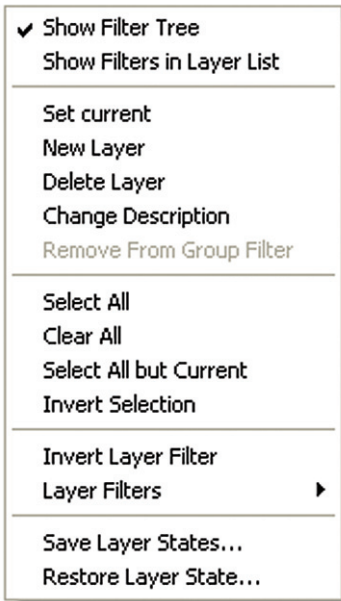 Show Filter Tree
Show Filters in Layer List
Set current
New Layer
Delete Layer
Change Description
Remove From Group Filter
Select All
Clear All
Select All but Current
Invert Selection
Invert Layer Filter
Layer Filters
Save Layer States...
Restore Layer State...